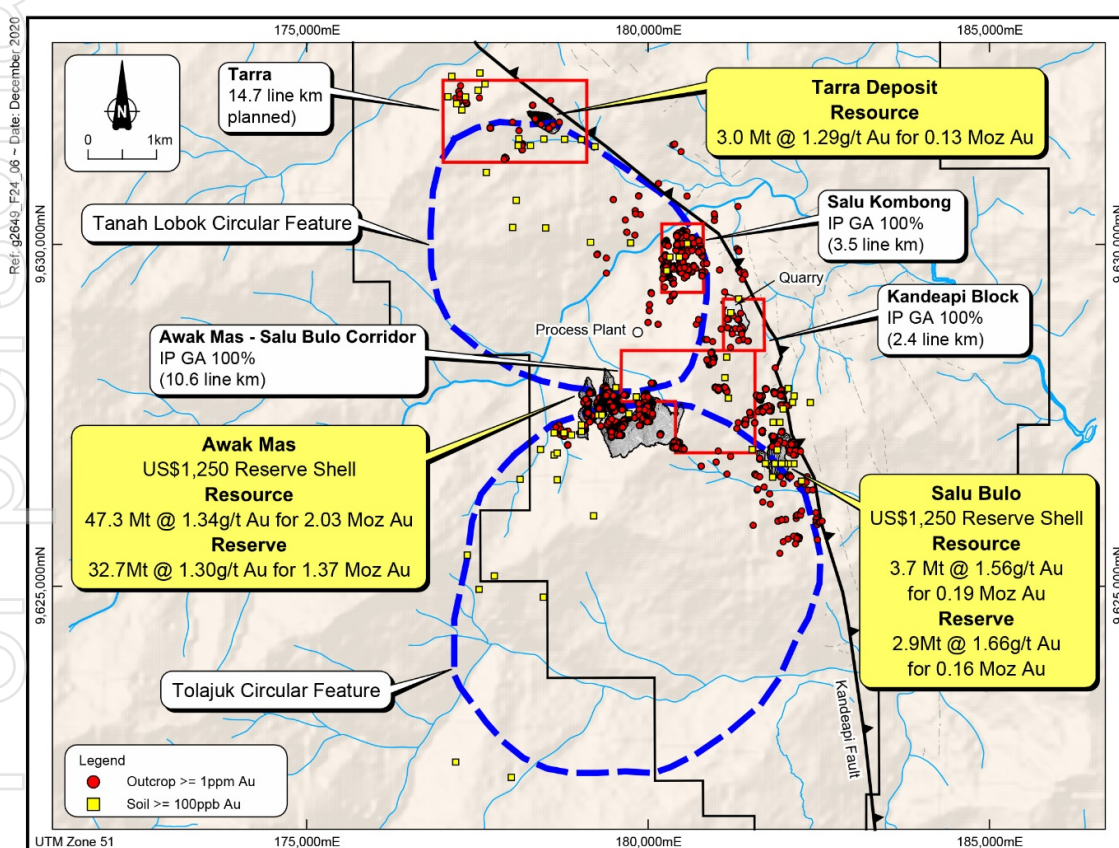 175,000mE
180,000mE
185,000mE
Ref: g2649_F24_06 ~ Date: December 2020
N
0
1km
Tarra
14.7 line km
planned)
Tarra Deposit
Resource
3.0 Mt @ 1.29g/t Au for 0.13 Moz Au
Tanah Lobok Circular Feature
Salu Kombong
IP GA 100%
(3.5 line km)
9,630,000mN
9,630,000mN
Quarry
Kandeapi Block
IP GA 100%
(2.4 line km)
Process Plant
Awak Mas - Salu Bulo Corridor
IP GA 100%
(10.6 line km)
Awak Mas
US$1,250 Reserve Shell
Resource
47.3 Mt @ 1.34g/t Au for 2.03 Moz Au
Reserve
32.7Mt @ 1.30g/t Au for 1.37 Moz Au
Salu Bulo
US$1,250 Reserve Shell
Resource
3.7 Mt @ 1.56g/t Au
for 0.19 Moz Au
Reserve
2.9Mt @ 1.66g/t Au
for 0.16 Moz Au
9,625,000mN
9,625,000mN
Tolajuk Circular Feature
Kandeapi Fault
Legend
Outcrop >= 1ppm Au
Soil >= 100ppb Au
UTM Zone 51
175,000mE
180,000mE
185,000mE